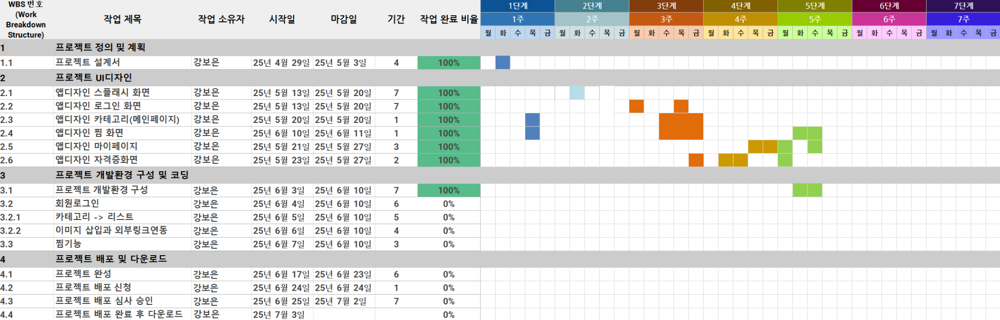 WBS 번호
(Work
Breakdown
Structure)
작업 제목 작업 소유자 시작일 마감일 기간 작업 완료 비율
1단계 2단계 3단계 4단계 5단계 6단계 7단계
1주 2주 3주 4주 5주 6주 7주
월 화 수 목 금 월 화 수 목 금 월 화 수 목 금 월 화 수 목 금 월 화 수 목 금 월 화 수 목 금 월 화 수 목 금
1 프로젝트 정의 및 계획
1.1 프로젝트 설계서 강보은 25년 4월 29일 25년 5월 3일 4 100%
2 프로젝트 UI디자인
2.1 앱디자인 스플래시 화면 강보은 25년 5월 13일 25년 5월 20일 7 100%
2.2 앱디자인 로그인 화면 강보은 25년 5월 13일 25년 5월 20일 7 100%
2.3 앱디자인 카테고리(메인페이지) 강보은 25년 5월 20일 25년 5월 20일 1 100%
2.4 앱디자인 찜 화면 강보은 25년 6월 10일 25년 6월 11일 1 100%
2.5 앱디자인 마이페이지 강보은 25년 5월 21일 25년 5월 27일 3 100%
2.6 앱디자인 자격증화면 강보은 25년 5월 23일 25년 5월 27일 2 100%
3 프로젝트 개발환경 구성 및 코딩
3.1 프로젝트 개발환경 구성 강보은 25년 6월 3일 25년 6월 10일 7 100%
3.2 회원로그인 강보은 25년 6월 4일 25년 6월 10일 6 0%
3.2.1 카테고리 -> 리스트 강보은 25년 6월 5일 25년 6월 10일 5 0%
3.2.2 이미지 삽입과 외부링크연동 강보은 25년 6월 6일 25년 6월 10일 4 0%
3.3 찜기능 강보은 25년 6월 7일 25년 6월 10일 3 0%
4 프로젝트 배포 및 다운로드
4.1 프로젝트 완성 강보은 25년 6월 17일 25년 6월 23일 6 0%
4.2 프로젝트 배포 신청 강보은 25년 6월 24일 25년 6월 24일 1 0%
4.3 프로젝트 배포 심사 승인 강보은 25년 6월 25일 25년 7월 2일 7 0%
4.4 프로젝트 배포 완료 후 다운로드 강보은 25년 7월 3일 0%